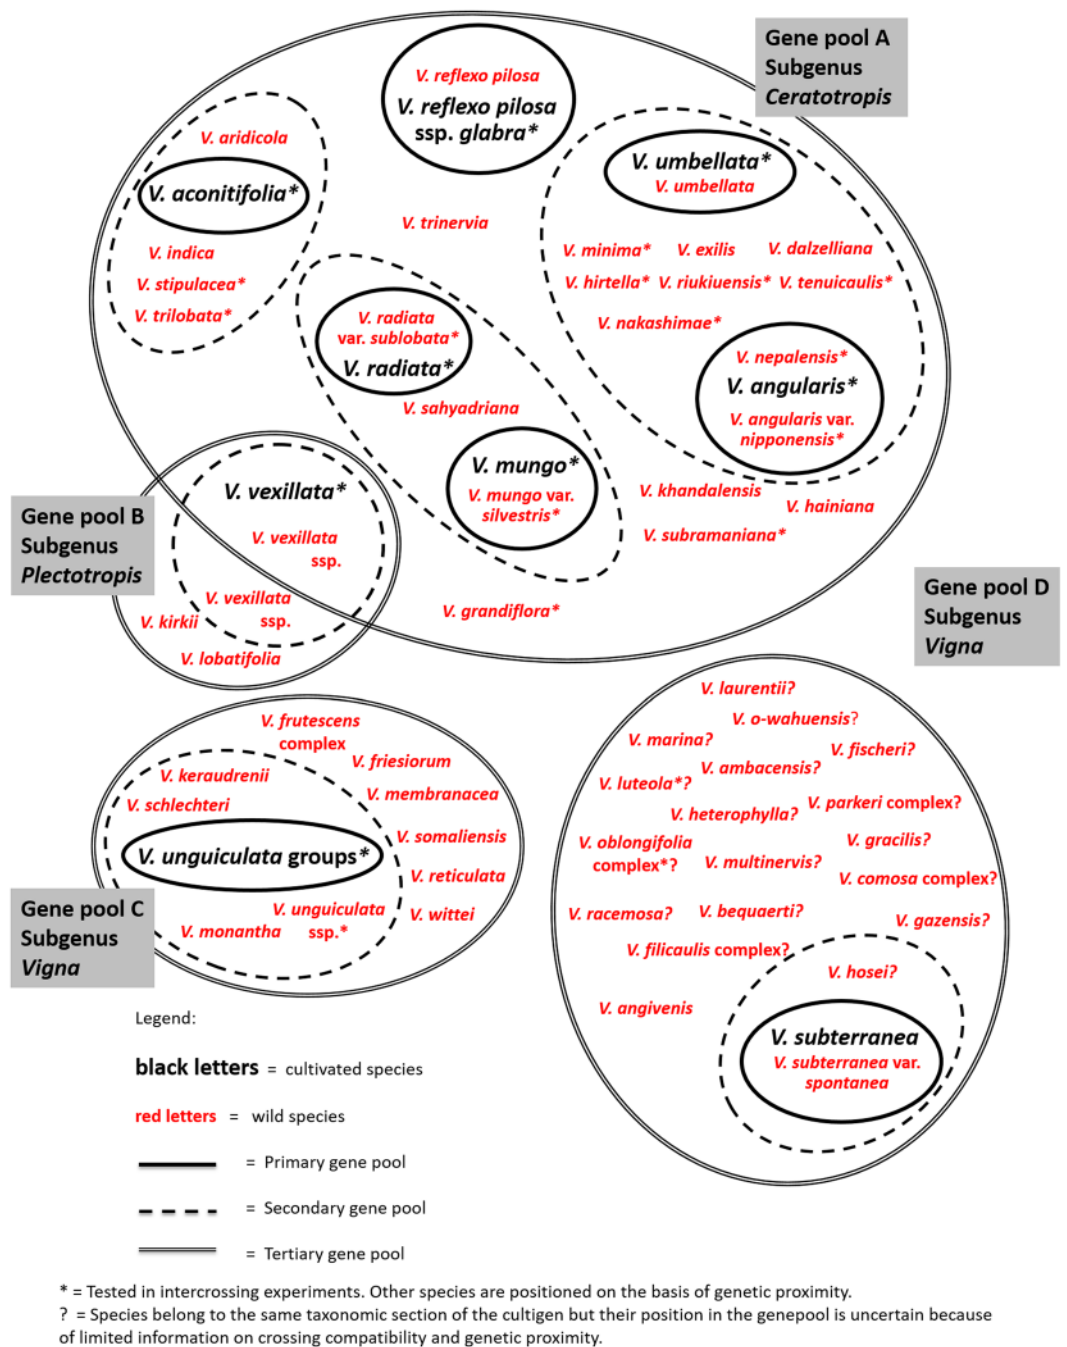 Gene pool A
Subgenus
Ceratotropis
V. reflexo pilosa
V. reflexo pilosa
ssp. glabra*
V. aridicola
V. aconitifolia*
V. indica
V. stipulacea*
V. trilobata*
V. trinervia
V. umbellata*
V. umbellata
V. minima* V. exilis V. dalzelliana
V. hirtella* V. riukiuensis* V. tenuicaulis*
V. nakashimae*
V. nepalensis*
V. angularis*
V. angularis var.
nipponensis*
V. radiata
var. sublobata*
V. radiata*
V. sahyadriana
V. mungo*
V. mungo var.
silvestris*
V. khandalensis
V. hainiana
V. subramaniana*
V. grandiflora*
Gene pool B
Subgenus
Plectotropis
V. vexillata*
V. vexillata
ssp.
V. vexillata
ssp.
V. kirkii
V. lobatifolia
Gene pool D
Subgenus
Vigna
V. laurentii?
V. o-wahuensis?
V. marina?
V. fischeri?
V. ambacensis?
V. luteola*?
V. parkeri complex?
V. heterophylla?
V. oblongifolia
complex*?
V. gracilis?
V. multinervis?
V. comosa complex?
V. racemosa? V. bequaerti?
V. gazensis?
V. filicaulis complex?
V. hosei?
V. angivenis
V. subterranea
V. subterranea var.
spontanea
V. frutescens
complex
V. friesiorum
V. keraudrenii
V. membranacea
V. schlechteri
V. somaliensis
V. unguiculata groups*
V. reticulata
V. unguiculata
ssp.*
V. wittei
V. monantha
Gene pool C
Subgenus
Vigna
Legend:
black letters = cultivated species
red letters = wild species
= Primary gene pool
= Secondary gene pool
= Tertiary gene pool
* = Tested in intercrossing experiments. Other species are positioned on the basis of genetic proximity.
? = Species belong to the same taxonomic section of the cultigen but their position in the genepool is uncertain because
of limited information on crossing compatibility and genetic proximity.